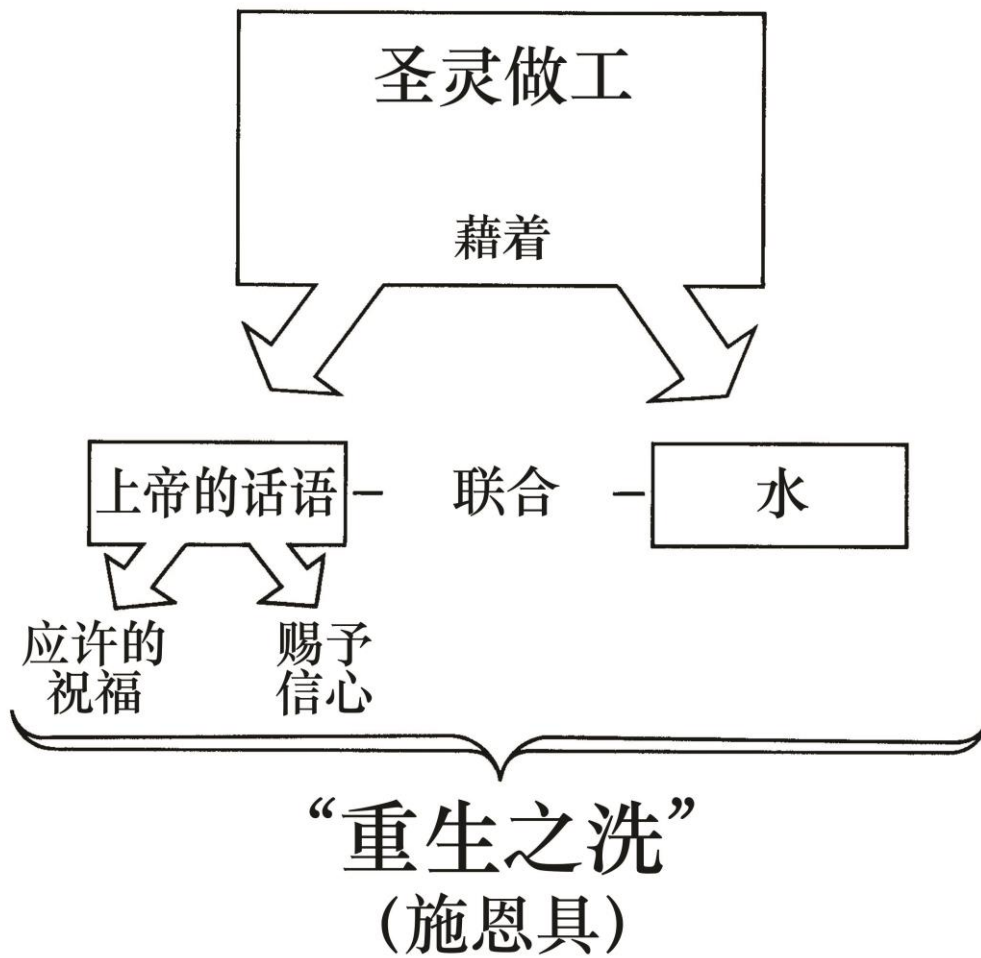 圣灵做工
藉着
上帝的话语 – 联合 – 水
应许的
祝福
赐予
信心
“重生之洗”
(施恩具)